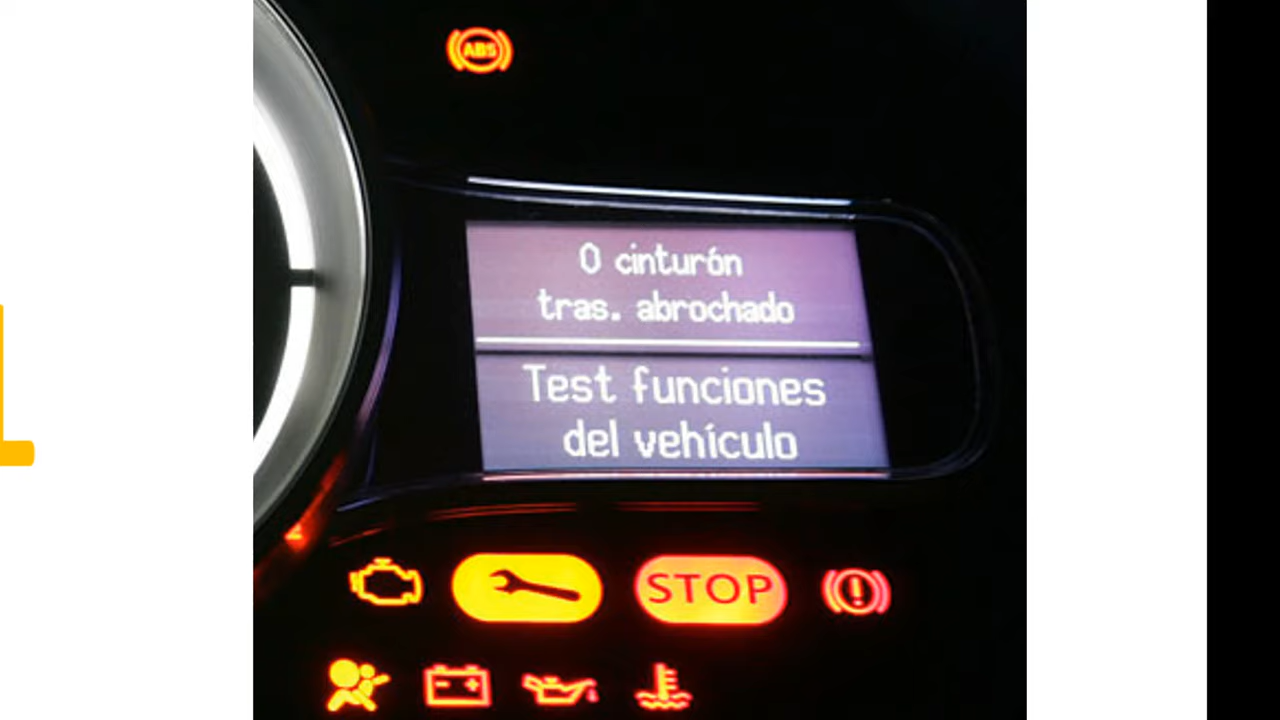 ABS
0 cinturón
tras. abrochado
Test funciones
del vehículo
STOP